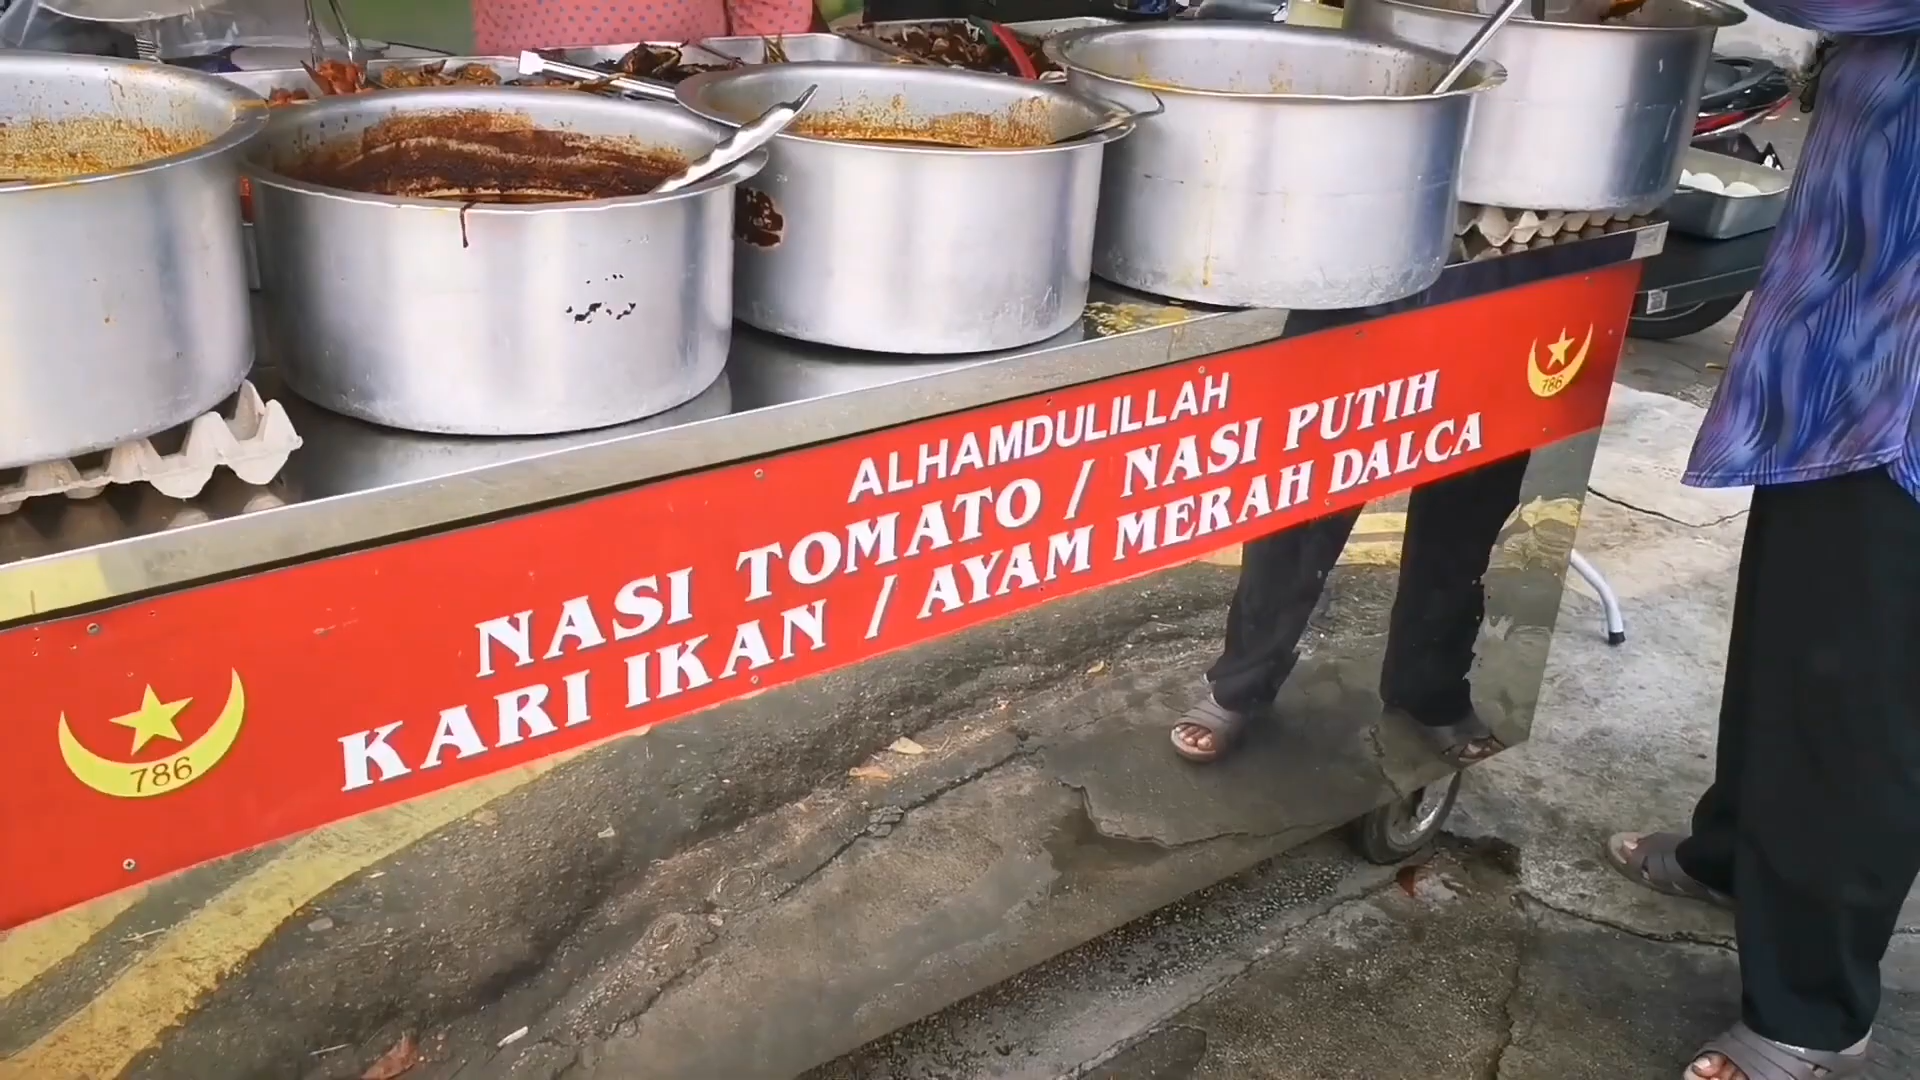 ALHAMDULILLAH
NASI TOMATO / NASI PUTIH
KARI IKAN / AYAM MERAH DALCA
786
786